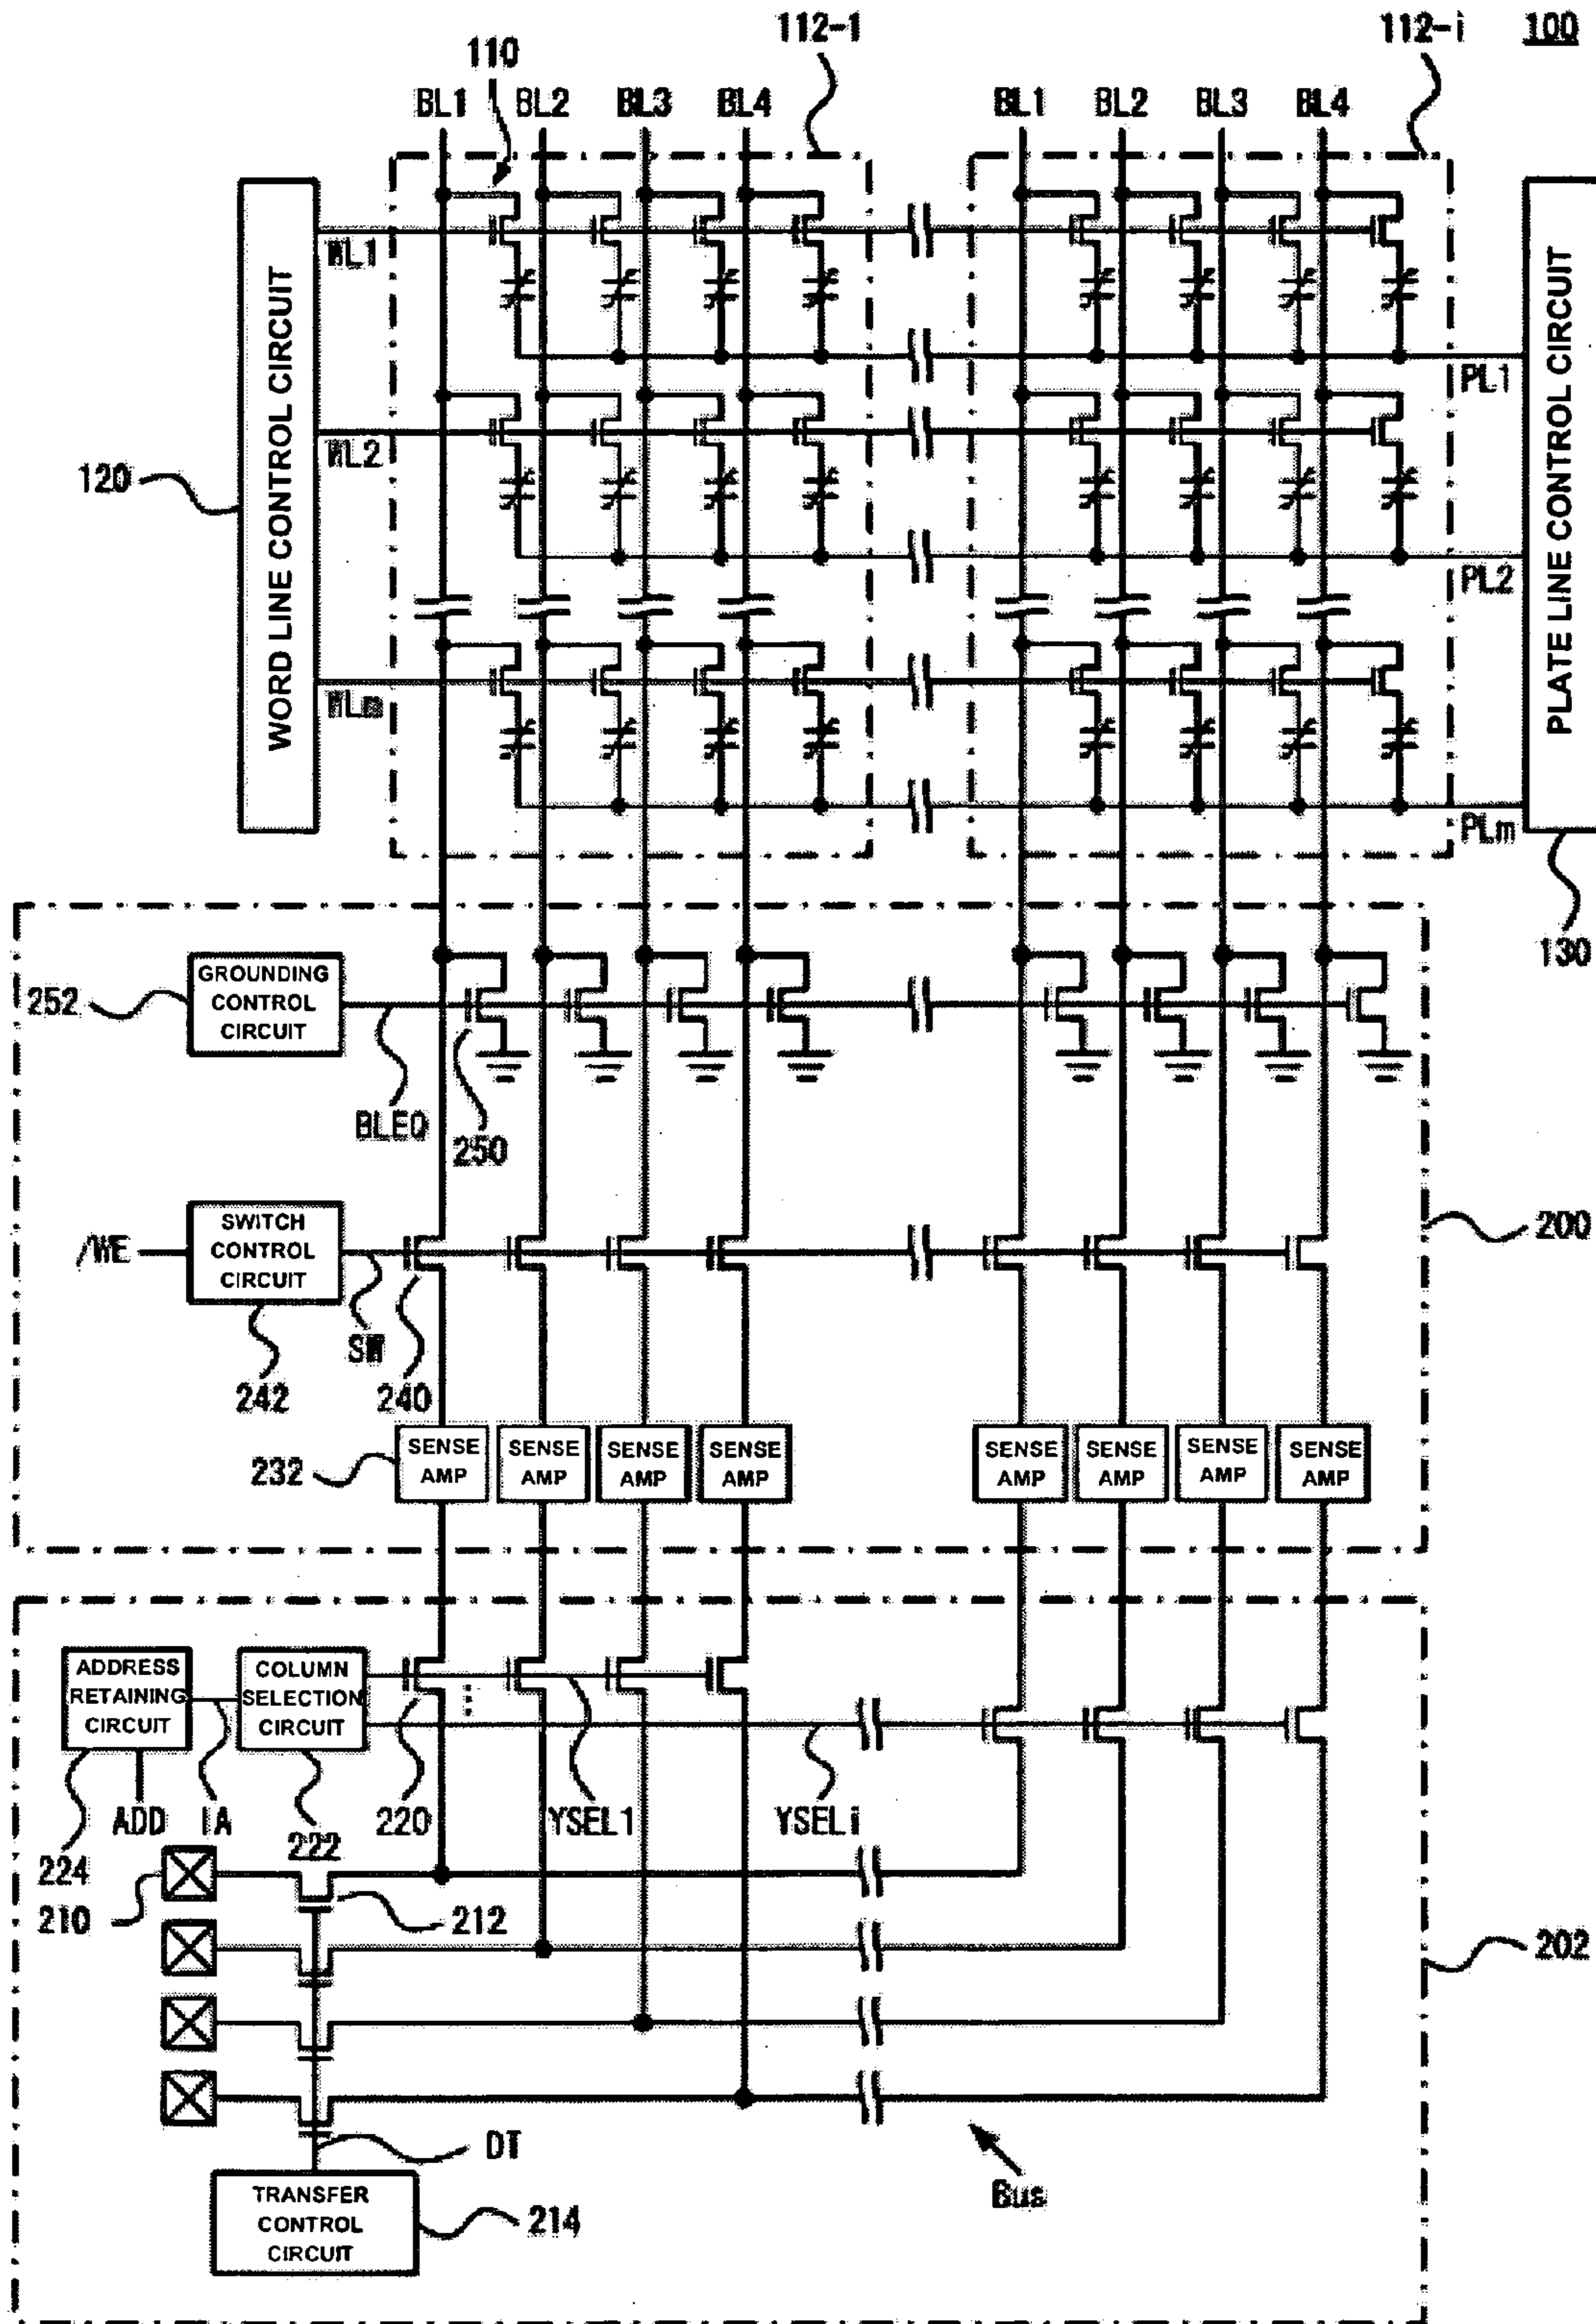 112-1 112-i 100
110
BL1 BL2 BL3 BL4 BL1 BL2 BL3 BL4
WORD LINE CONTROL CIRCUIT
WL1
PLATE LINE CONTROL CIRCUIT
PL1
WL2
120
PL2
WLm
PLm
130
GROUNDING
CONTROL
CIRCUIT
252
BLEQ
250
/WE
SWITCH
CONTROL
CIRCUIT
200
SW
242 240
232
SENSE AMP
SENSE AMP
SENSE AMP
SENSE AMP
SENSE AMP
SENSE AMP
SENSE AMP
SENSE AMP
ADDRESS
RETAINING
CIRCUIT
COLUMN
SELECTION
CIRCUIT
ADD IA 220 YSEL1 YSELi
224 222
210 212
202
DT
Bus
TRANSFER
CONTROL
CIRCUIT
214